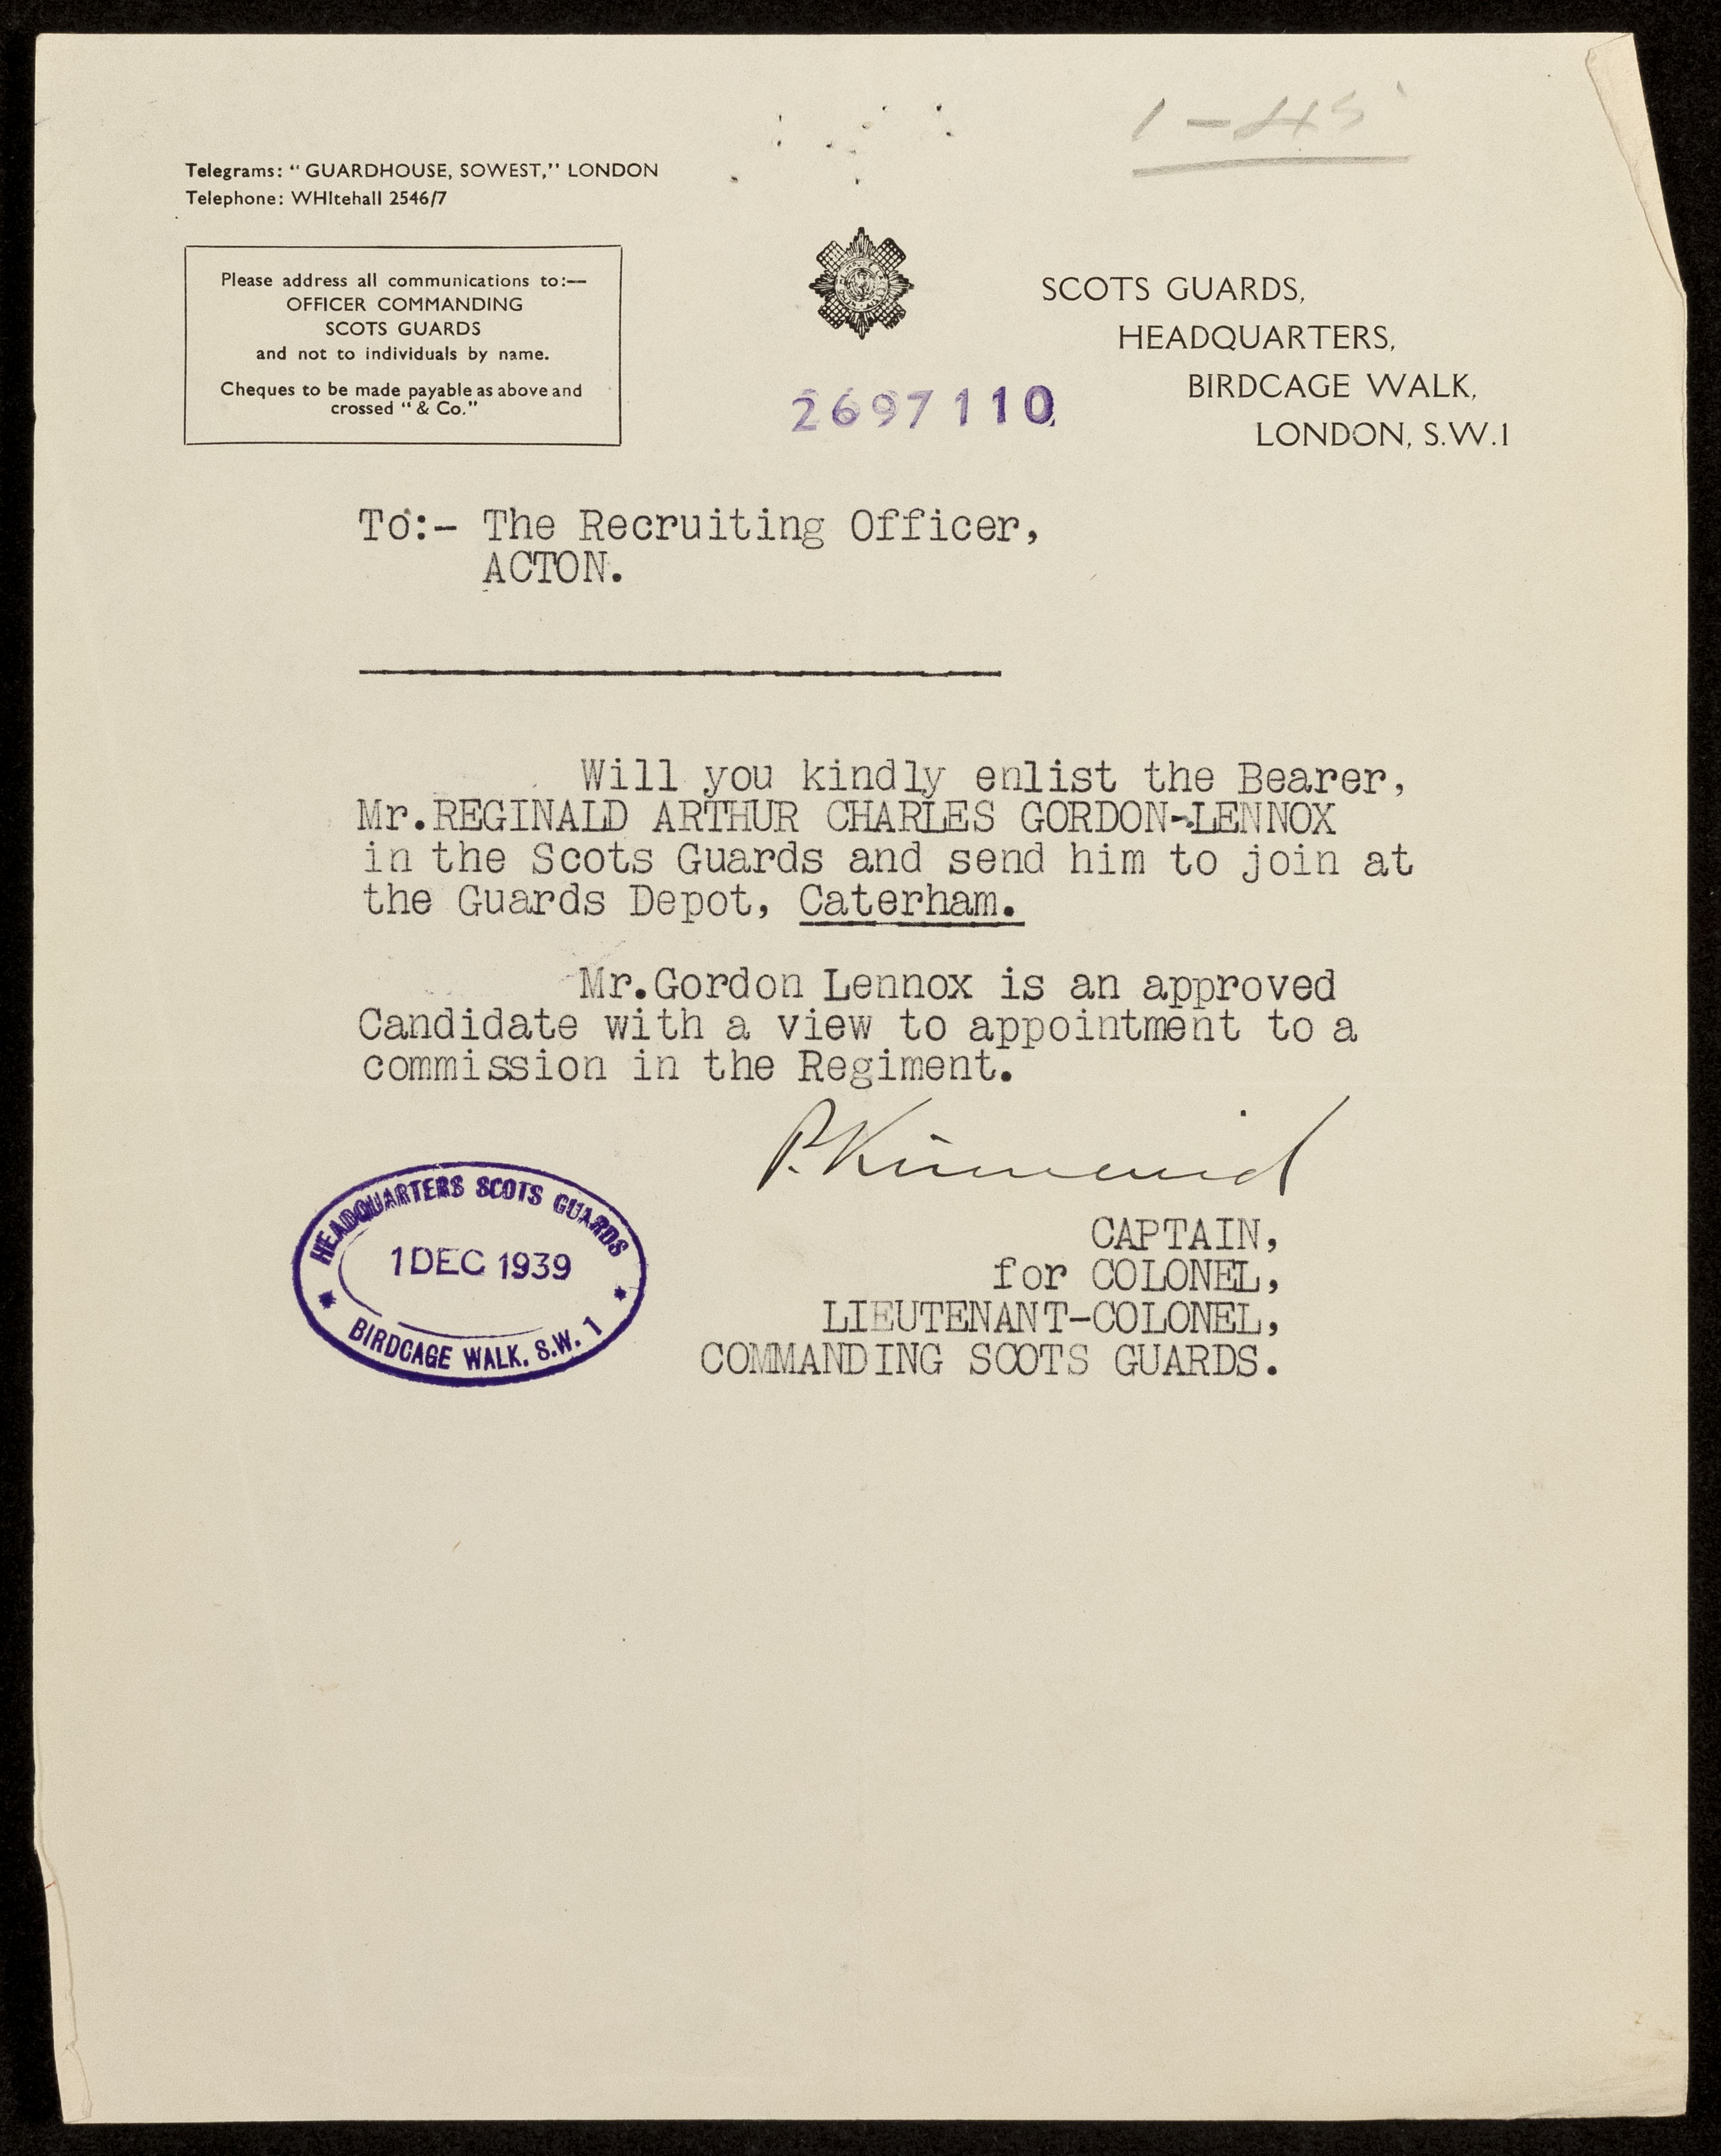 1-45
Telegrams: "GUARDHOUSE, SOWEST," LONDON
Telephone: WHItehall 2546/7
Please address all communications to:—
OFFICER COMMANDING
SCOTS GUARDS
and not to individuals by name.
Cheques to be made payable as above and
crossed "& Co."
SCOTS GUARDS,
HEADQUARTERS,
BIRDCAGE WALK,
LONDON, S.W.1
2697110
To:- The Recruiting Officer,
ACTON.
Will you kindly enlist the Bearer,
Mr.REGINALD ARTHUR CHARLES GORDON-LENNOX
in the Scots Guards and send him to join at
the Guards Depot, Caterham.
Mr.Gordon Lennox is an approved
Candidate with a view to appointment to a
commission in the Regiment.
P.
CAPTAIN,
for COLONEL,
LIEUTENANT-COLONEL,
COMMANDING SCOTS GUARDS.
HEADQUARTERS SCOTS GUARDS
1 DEC 1939
BIRDCAGE WALK. S.W. 1